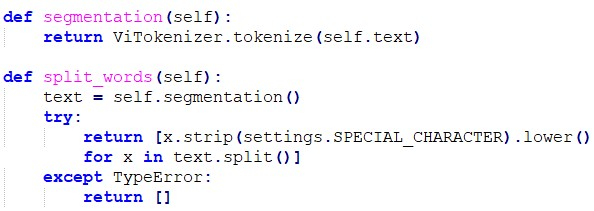 def segmentation(self):
    return ViTokenizer.tokenize(self.text)

def split_words(self):
    text = self.segmentation()
    try:
        return [x.strip(settings.SPECIAL_CHARACTER).lower()
        for x in text.split()]
    except TypeError:
        return []